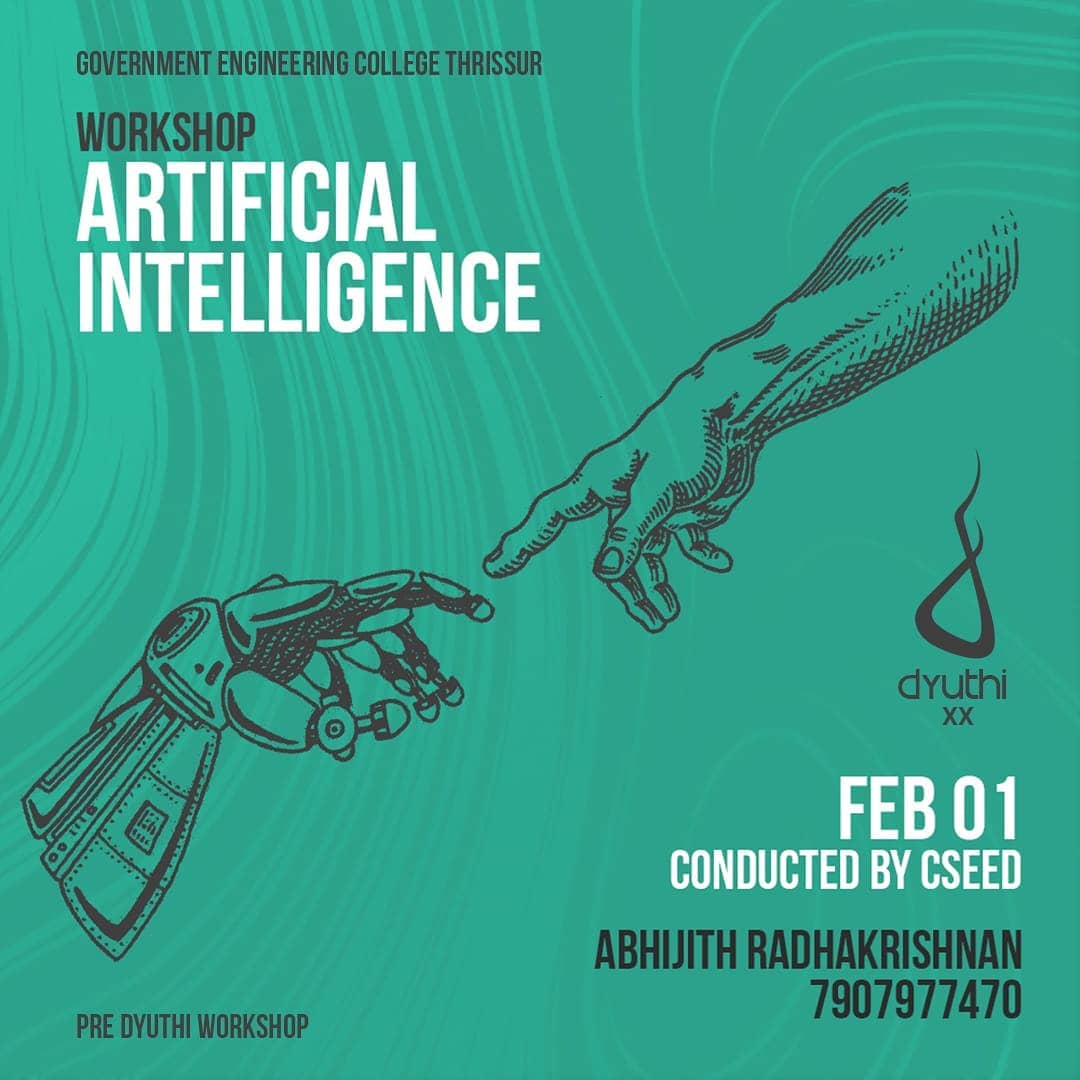 GOVERNMENT ENGINEERING COLLEGE THRISSUR
WORKSHOP
ARTIFICIAL
INTELLIGENCE
dyuthi
XX
FEB 01
CONDUCTED BY CSEED
ABHIJITH RADHAKRISHNAN
7907977470
PRE DYUTHI WORKSHOP